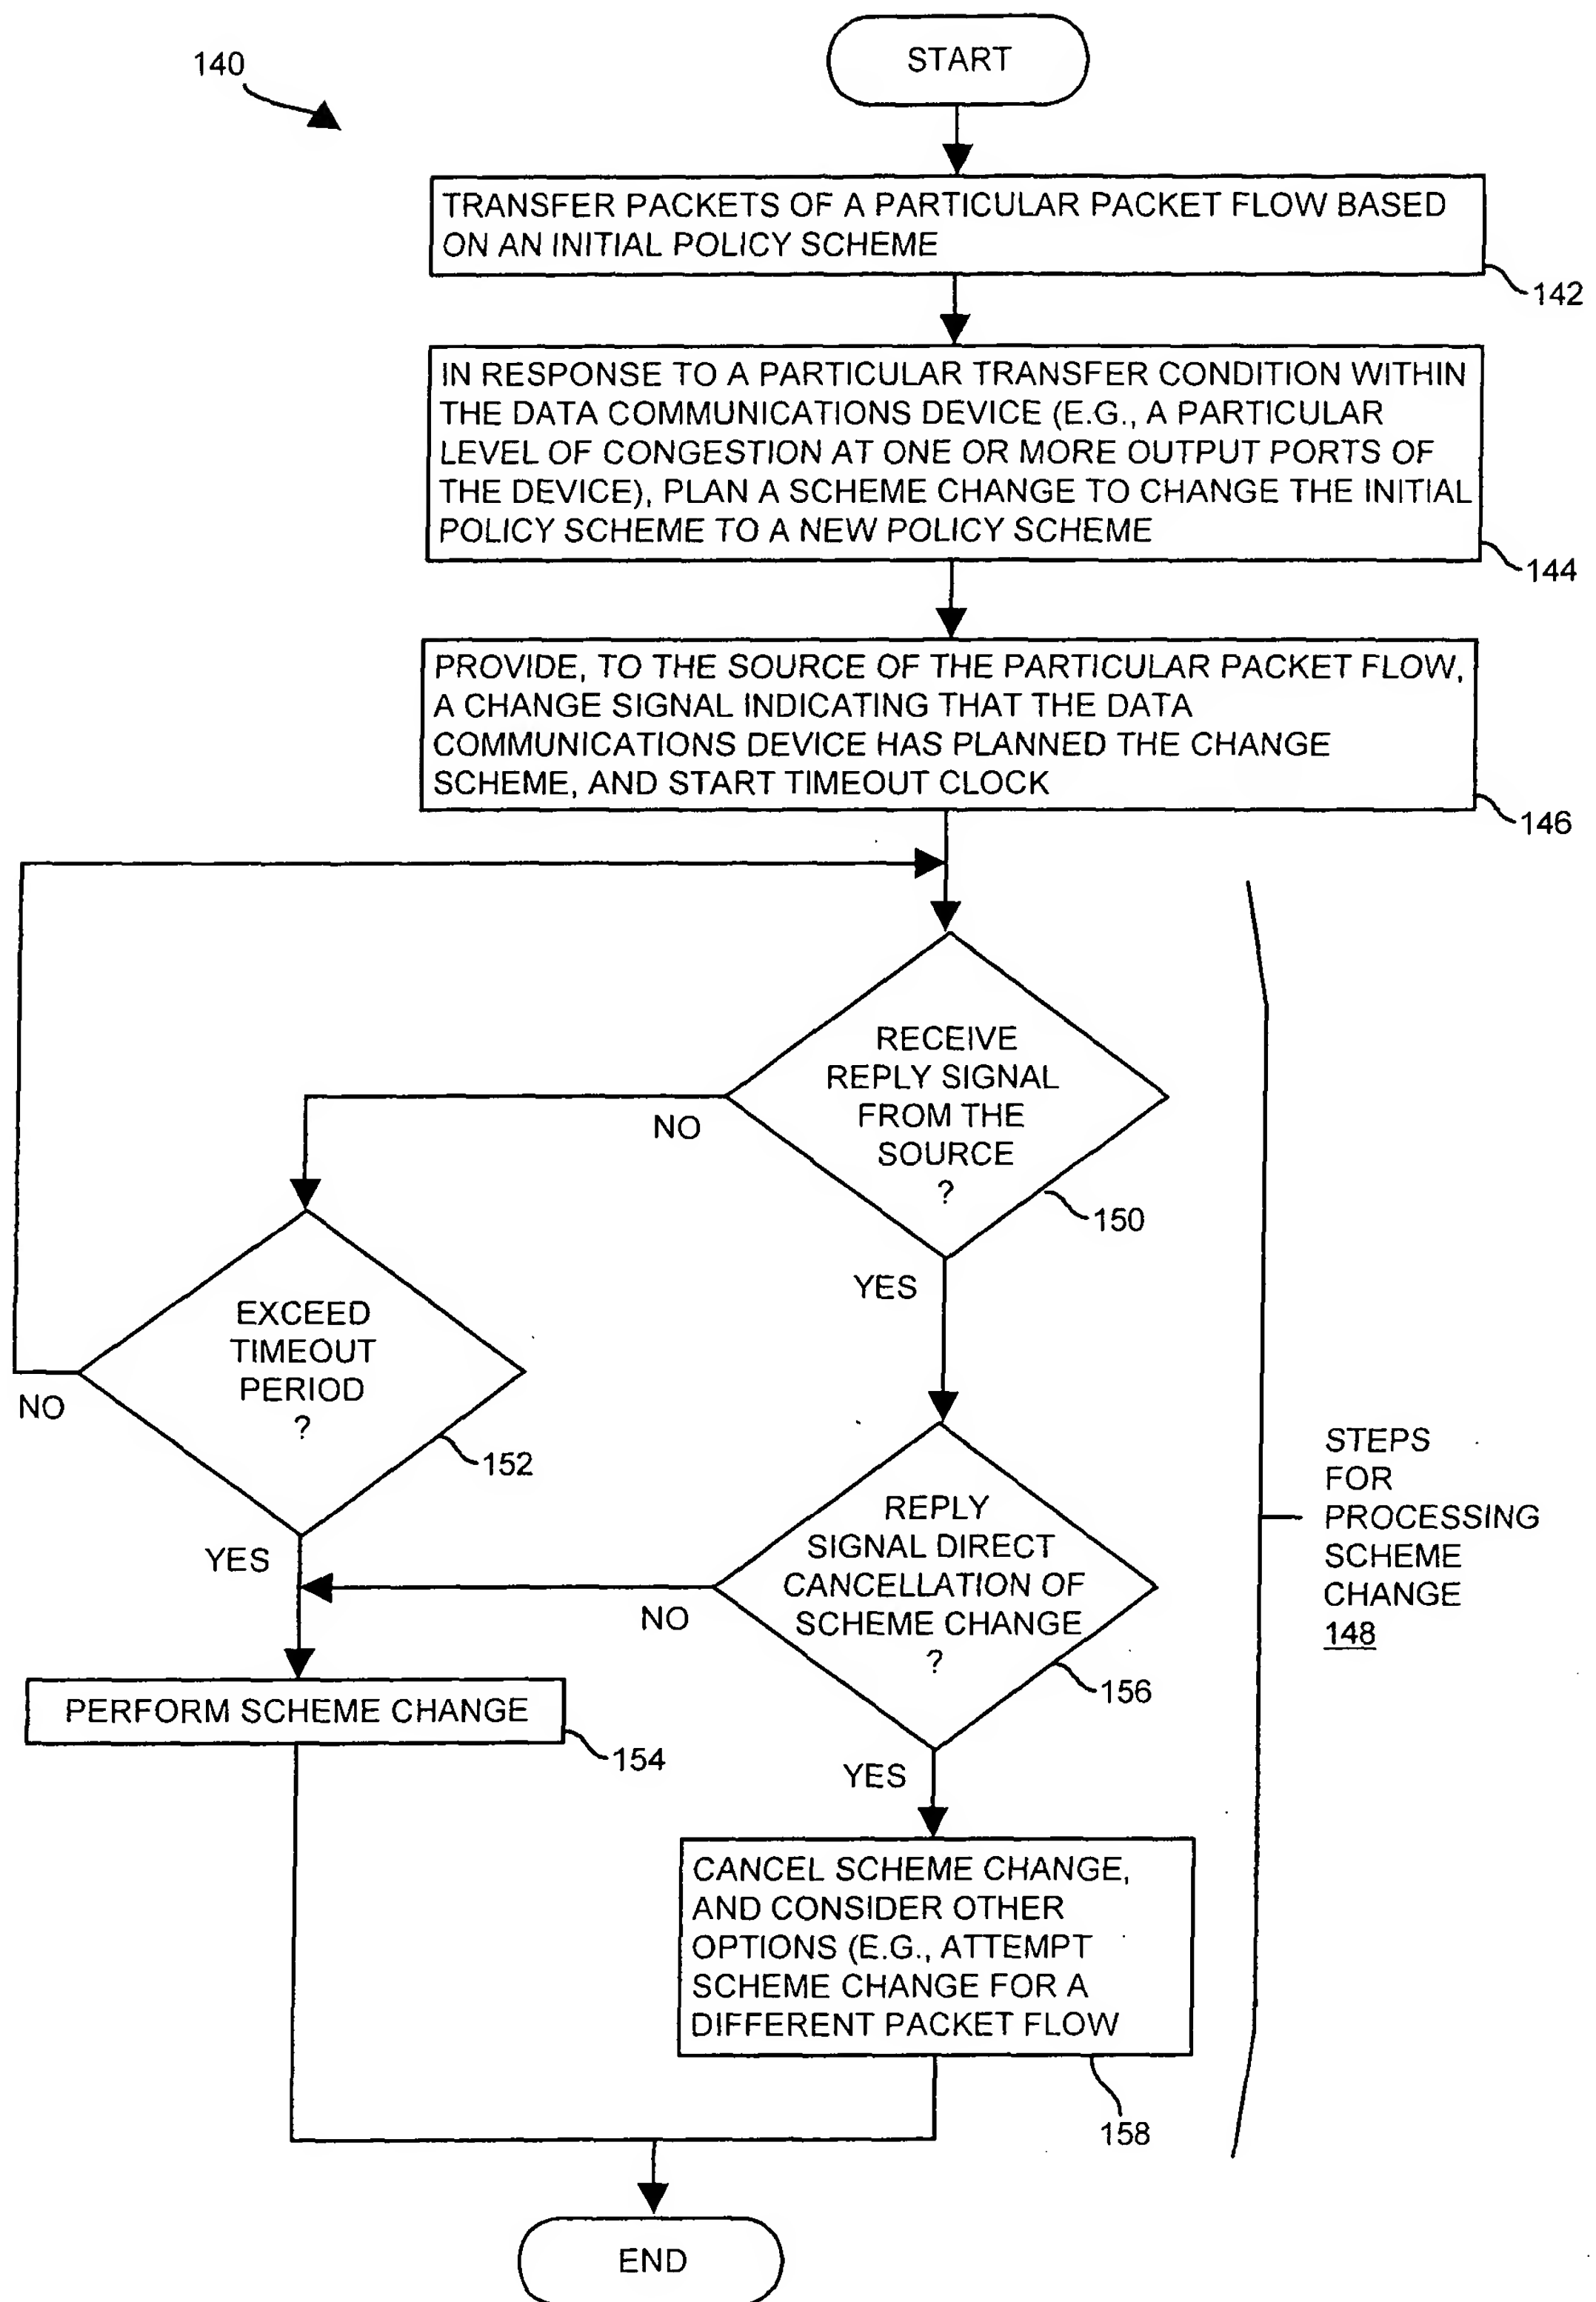 140
START
TRANSFER PACKETS OF A PARTICULAR PACKET FLOW BASED
ON AN INITIAL POLICY SCHEME
142
IN RESPONSE TO A PARTICULAR TRANSFER CONDITION WITHIN
THE DATA COMMUNICATIONS DEVICE (E.G., A PARTICULAR
LEVEL OF CONGESTION AT ONE OR MORE OUTPUT PORTS OF
THE DEVICE), PLAN A SCHEME CHANGE TO CHANGE THE INITIAL
POLICY SCHEME TO A NEW POLICY SCHEME
144
PROVIDE, TO THE SOURCE OF THE PARTICULAR PACKET FLOW,
A CHANGE SIGNAL INDICATING THAT THE DATA
COMMUNICATIONS DEVICE HAS PLANNED THE CHANGE
SCHEME, AND START TIMEOUT CLOCK
146
RECEIVE
REPLY SIGNAL
FROM THE
SOURCE
?
150
NO
YES
EXCEED
TIMEOUT
PERIOD
?
152
NO
YES
REPLY
SIGNAL DIRECT
CANCELLATION OF
SCHEME CHANGE
?
156
NO
YES
STEPS
FOR
PROCESSING
SCHEME
CHANGE
148
PERFORM SCHEME CHANGE
154
CANCEL SCHEME CHANGE,
AND CONSIDER OTHER
OPTIONS (E.G., ATTEMPT
SCHEME CHANGE FOR A
DIFFERENT PACKET FLOW
158
END